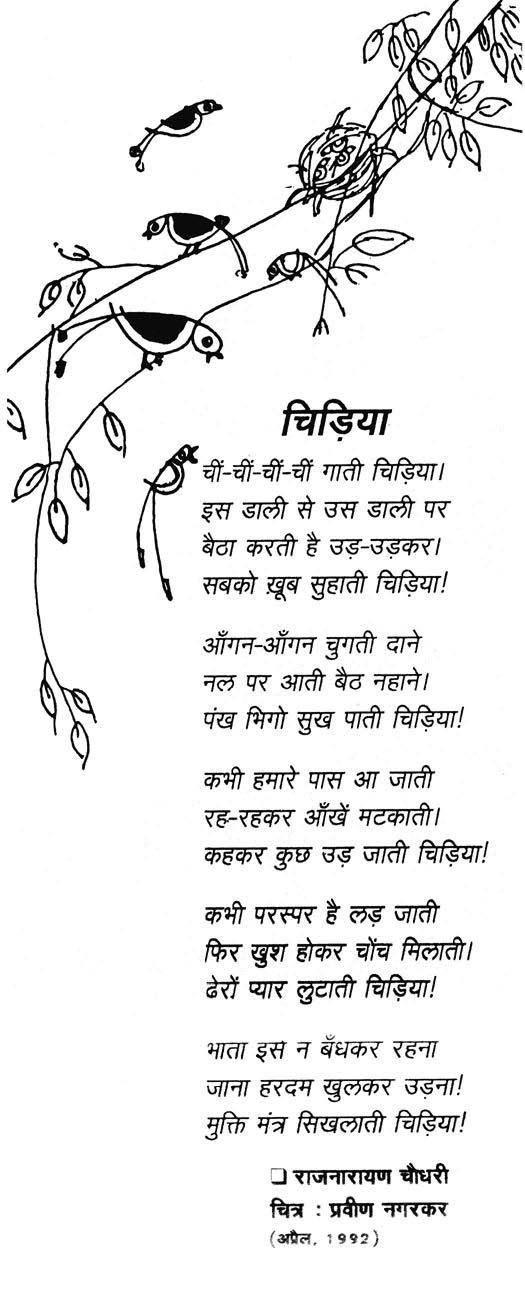 चिड़िया
चीं-चीं-चीं-चीं गाती चिड़िया।
इस डाली से उस डाली पर
बैठा करती है उड़-उड़कर।
सबको ख़ूब सुहाती चिड़िया!
आँगन-आँगन चुगती दाने
नल पर आती बैठ नहाने।
पंख भिगो सुख पाती चिड़िया!
कभी हमारे पास आ जाती
रह-रहकर आँखें मटकाती।
कहकर कुछ उड़ जाती चिड़िया!
कभी परस्पर है लड़ जाती
फिर खुश होकर चोंच मिलाती।
ढेरों प्यार लुटाती चिड़िया!
भाता इसे न बँधकर रहना
जाना हरदम खुलकर उड़ना!
मुक्ति मंत्र सिखलाती चिड़िया!
❑ राजनारायण चौधरी
चित्र : प्रवीण नगरकर
(अप्रैल, 1992)